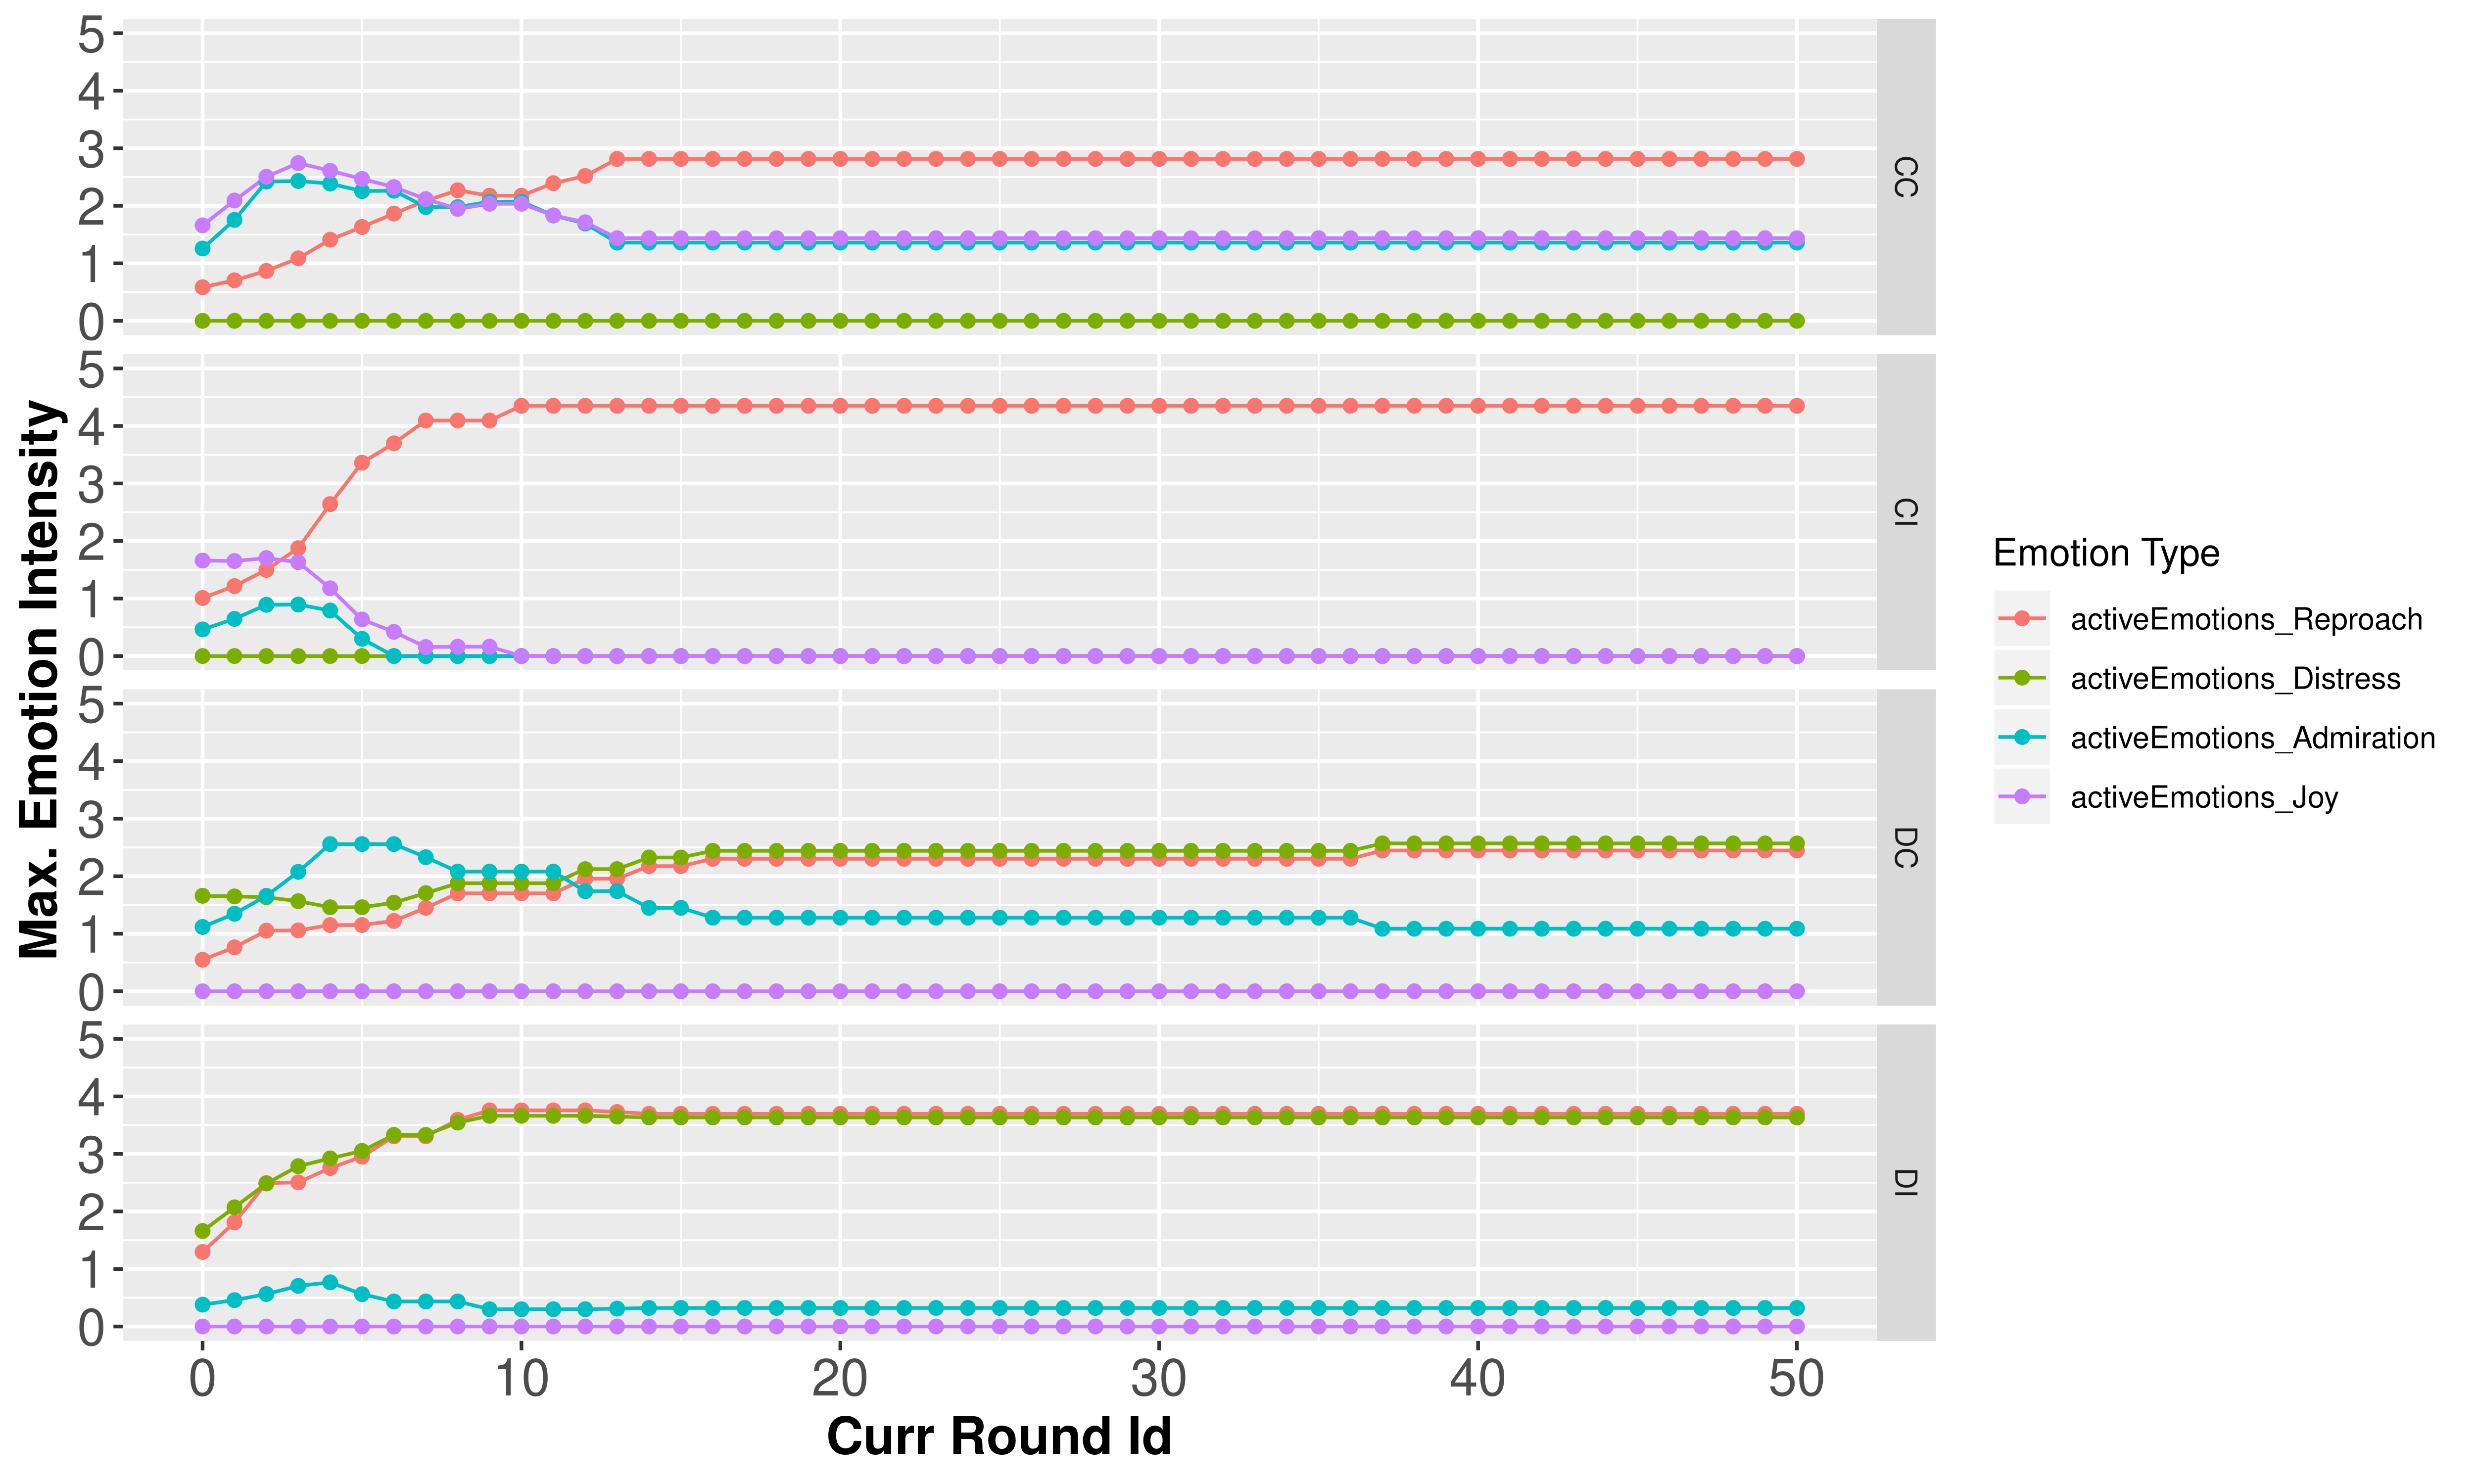 Max. Emotion Intensity
5
4
3
2
1
0
CC
5
4
3
2
1
0
CI
5
4
3
2
1
0
DC
5
4
3
2
1
0
DI
0 10 20 30 40 50
Curr Round Id
Emotion Type
activeEmotions_Reproach
activeEmotions_Distress
activeEmotions_Admiration
activeEmotions_Joy